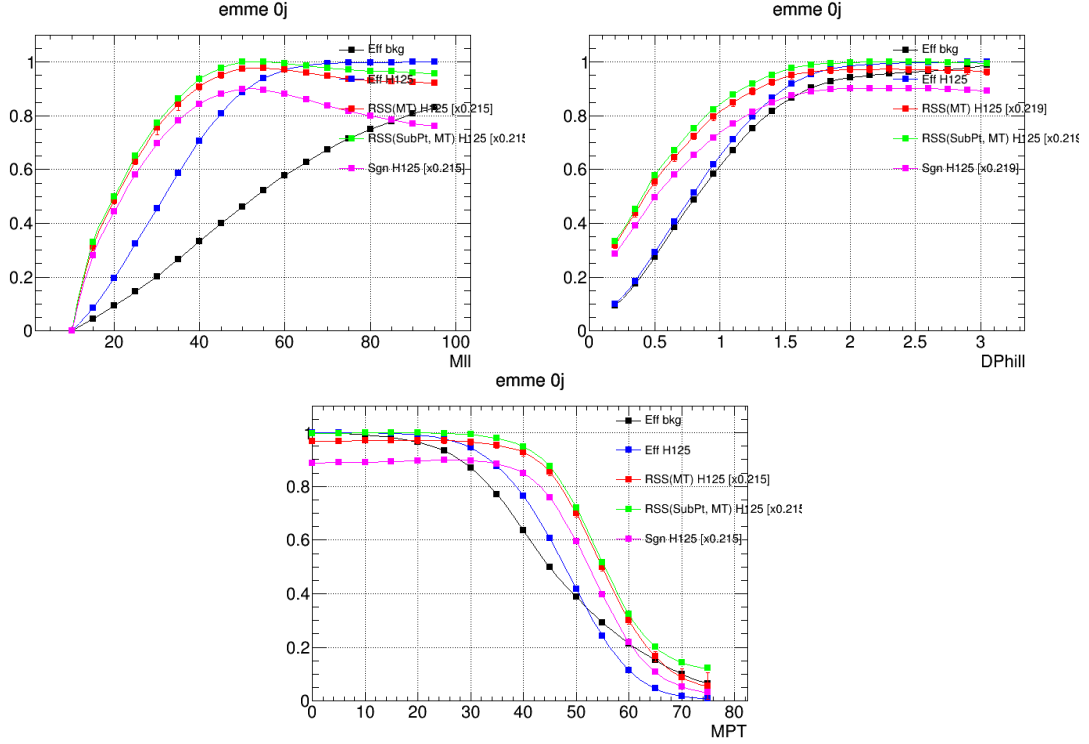 emme 0j
1
0.8
0.6
0.4
0.2
0
20 40 60 80 100
Mll
Eff bkg
Eff H125
RSS(MT) H125 [x0.215]
RSS(SubPt, MT) H125 [x0.215
Sgn H125 [x0.215]
emme 0j
1
0.8
0.6
0.4
0.2
0
0 0.5 1 1.5 2 2.5 3
DPhill
Eff bkg
Eff H125
RSS(MT) H125 [x0.219]
RSS(SubPt, MT) H125 [x0.219
Sgn H125 [x0.219]
emme 0j
1
0.8
0.6
0.4
0.2
0
0 10 20 30 40 50 60 70 80
MPT
Eff bkg
Eff H125
RSS(MT) H125 [x0.215]
RSS(SubPt, MT) H125 [x0.215
Sgn H125 [x0.215]